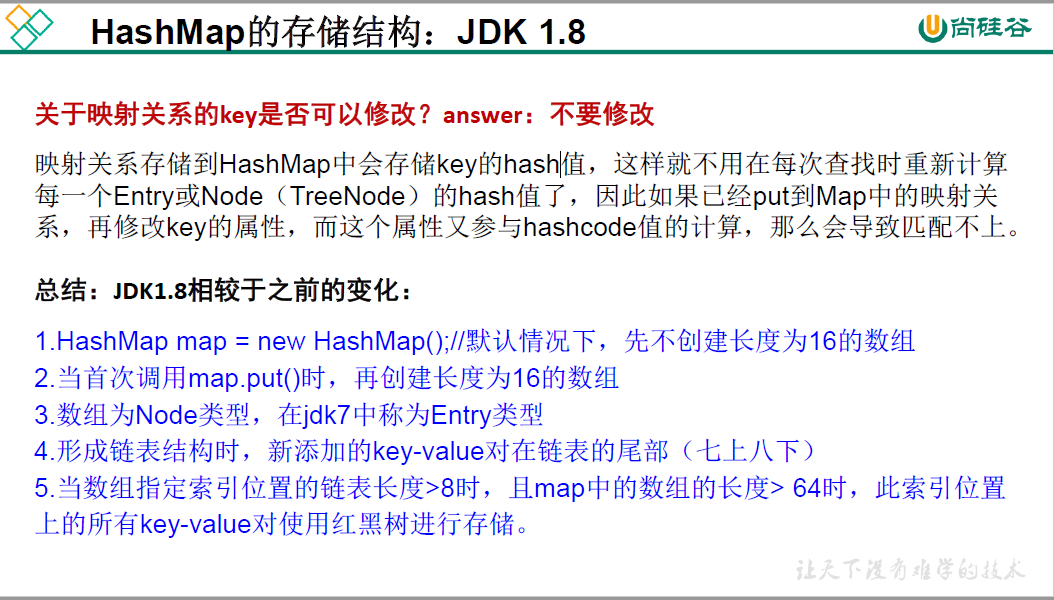 HashMap的存储结构：JDK 1.8
尚硅谷
关于映射关系的key是否可以修改？answer：不要修改
映射关系存储到HashMap中会存储key的hash值，这样就不用在每次查找时重新计算
每一个Entry或Node（TreeNode）的hash值了，因此如果已经put到Map中的映射关
系，再修改key的属性，而这个属性又参与hashcode值的计算，那么会导致匹配不上。
总结：JDK1.8相较于之前的变化：
1.HashMap map = new HashMap();//默认情况下，先不创建长度为16的数组
2.当首次调用map.put()时，再创建长度为16的数组
3.数组为Node类型，在jdk7中称为Entry类型
4.形成链表结构时，新添加的key-value对在链表的尾部（七上八下）
5.当数组指定索引位置的链表长度>8时，且map中的数组的长度> 64时，此索引位置
上的所有key-value对使用红黑树进行存储。
让天下没有难学的技术